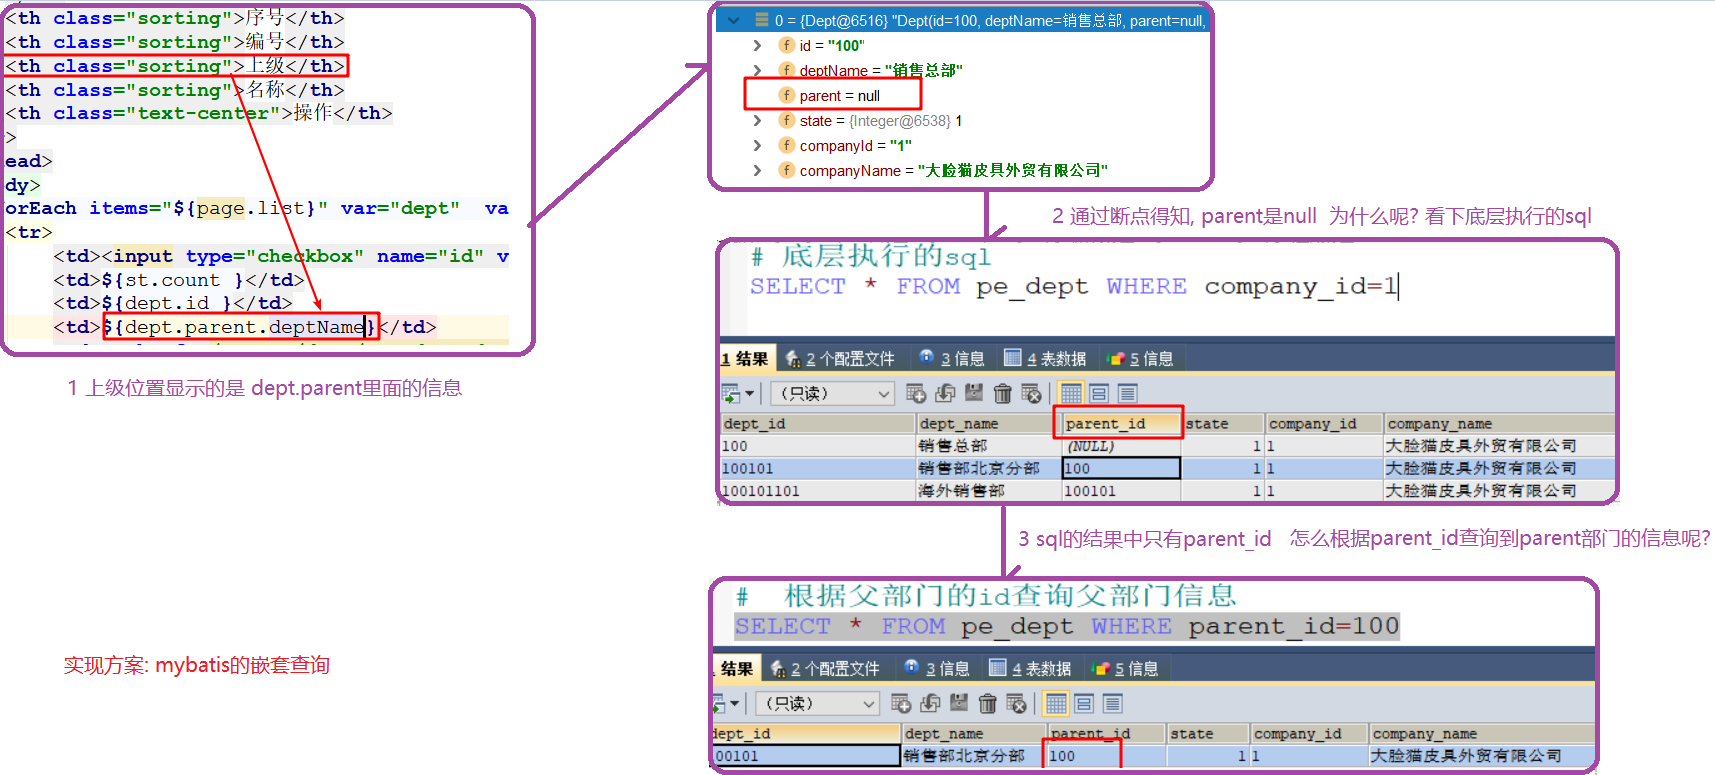 <th class="sorting">序号</th>
<th class="sorting">编号</th>
<th class="sorting">上级</th>
<th class="sorting">名称</th>
<th class="text-center">操作</th>
>
ead>
dy>
orEach items="${page.list}" var="dept" va
<tr>
<td><input type="checkbox" name="id" v
<td>${st.count }</td>
<td>${dept.id }</td>
<td>${dept.parent.deptName}</td>
1 上级位置显示的是 dept.parent里面的信息
0 = {Dept@6516} "Dept(id=100, deptName=销售总部, parent=null,
f id = "100"
f deptName = "销售总部"
f parent = null
f state = {Integer@6538} 1
f companyId = "1"
f companyName = "大脸猫皮具外贸有限公司"
2 通过断点得知, parent是null 为什么呢? 看下底层执行的sql
# 底层执行的sql
SELECT * FROM pe_dept WHERE company_id=1
1 结果 2 个配置文件 3 信息 4 表数据 5 信息
(只读)
dept_id dept_name parent_id state company_id company_name
100 销售总部 (NULL) 1 1 大脸猫皮具外贸有限公司
100101 销售部北京分部 100 1 1 大脸猫皮具外贸有限公司
100101101 海外销售部 100101 1 1 大脸猫皮具外贸有限公司
3 sql的结果中只有parent_id 怎么根据parent_id查询到parent部门的信息呢?
# 根据父部门的id查询父部门信息
SELECT * FROM pe_dept WHERE parent_id=100
结果 2 个配置文件 3 信息 4 表数据 5 信息
(只读)
dept_id dept_name parent_id state company_id company_name
00101 销售部北京分部 100 1 1 大脸猫皮具外贸有限公司
实现方案: mybatis的嵌套查询